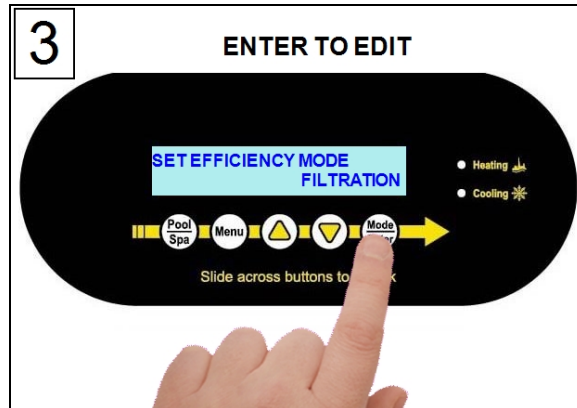 3
ENTER TO EDIT
SET EFFICIENCY MODE
FILTRATION
Heating
Cooling
Pool
Spa
Menu
Mode
Slide across buttons to